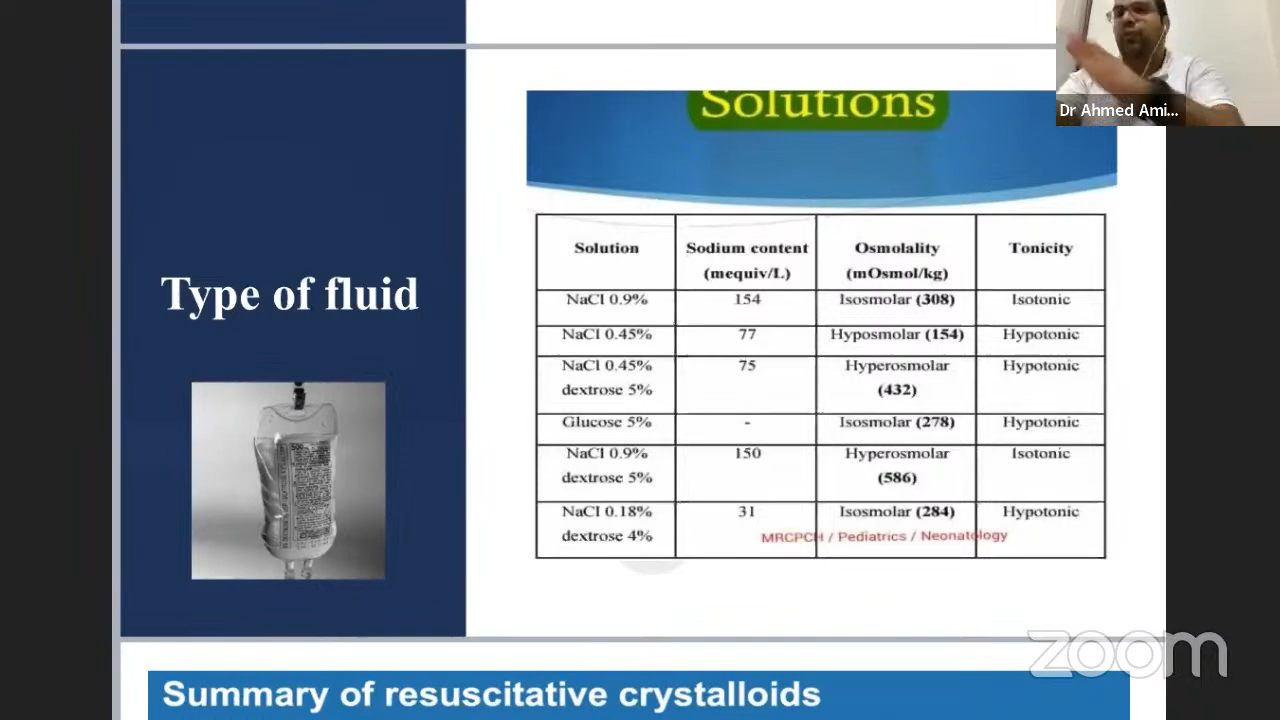 Solutions
Dr Ahmed Ami...
Type of fluid
Solution
Sodium content
(mequiv/L)
Osmolality
(mOsmol/kg)
Tonicity
NaCl 0.9%
154
Isosmolar (308)
Isotonic
NaCl 0.45%
77
Hyposmolar (154)
Hypotonic
NaCl 0.45%
dextrose 5%
75
Hyperosmolar
(432)
Hypotonic
Glucose 5%
-
Isosmolar (278)
Hypotonic
NaCl 0.9%
dextrose 5%
150
Hyperosmolar
(586)
Isotonic
NaCl 0.18%
dextrose 4%
31
Isosmolar (284)
Hypotonic
MRCPCH / Pediatrics / Neonatology
500
zoom
Summary of resuscitative crystalloids